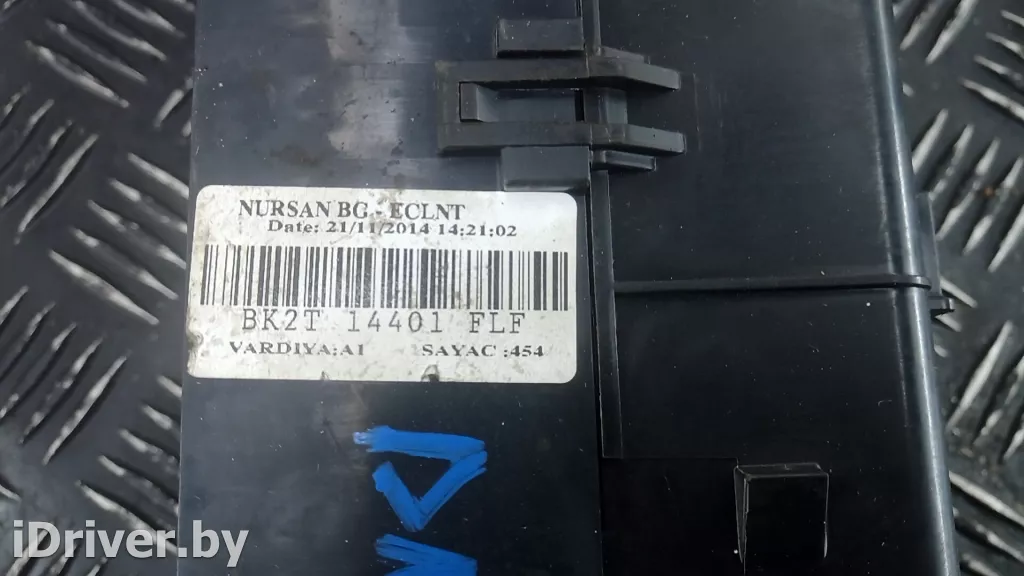 NURSAN BG - ECLNT
Date: 21/11/2014 14:21:02
BK2T 14401 FLF
VARDIYA:A1 SAYAC :454
iDriver.by